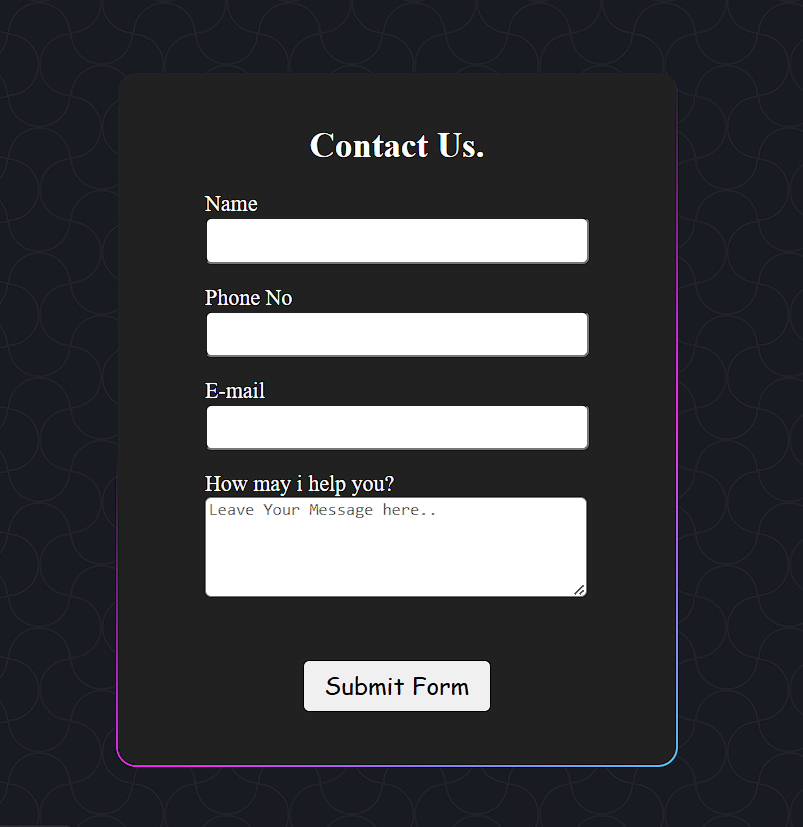 Contact Us.
Name
Phone No
E-mail
How may i help you?
Leave Your Message here..
Submit Form